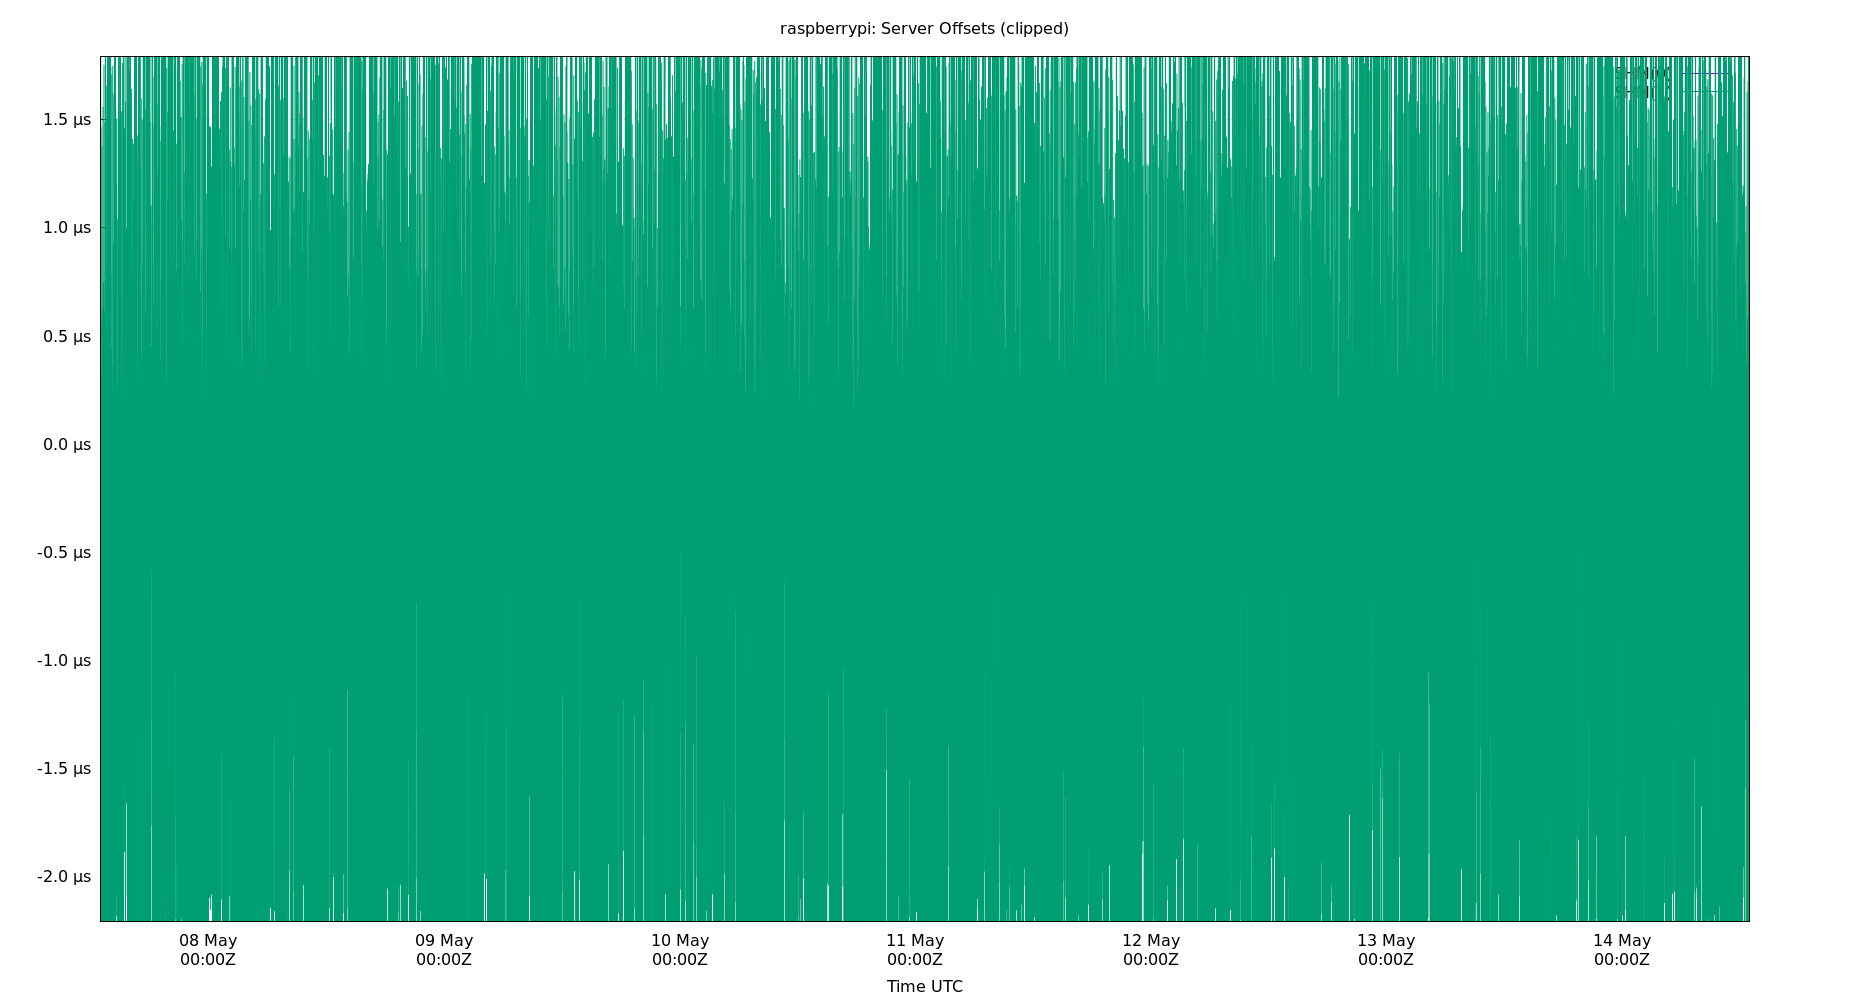 raspberrypi: Server Offsets (clipped)
1.5 µs
1.0 µs
0.5 µs
0.0 µs
-0.5 µs
-1.0 µs
-1.5 µs
-2.0 µs
08 May 09 May 10 May 11 May 12 May 13 May 14 May
00:00Z 00:00Z 00:00Z 00:00Z 00:00Z 00:00Z 00:00Z
Time UTC